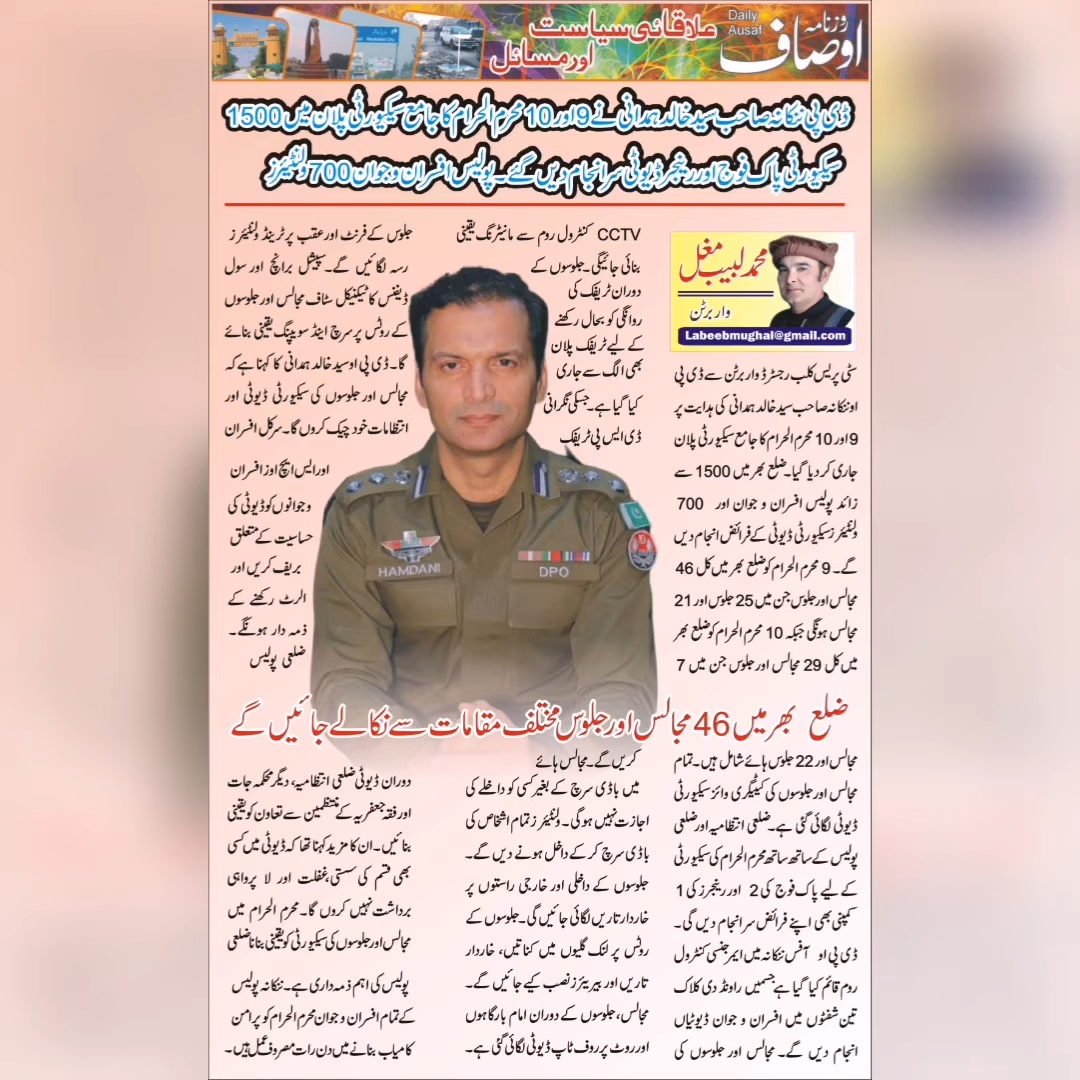 روزنامہ
اوصاف
Daily
Ausaf
علاقائی سیاست
اور مسائل
ڈی پی ننکانہ صاحب سید خالد ہمدانی نے 9 اور 10 محرم الحرام کا جامع سیکیورٹی پلان میں 1500
سیکیورٹی پاک فوج اور رینجر ڈیوٹی سرانجام دیں گئے۔ پولیس افسران و جوان 700 ولنٹیئرز
محمد لبیب مغل
واربرٹن
Labeebmughal@gmail.com
سٹی پریس کلب رجسٹرڈ واربرٹن سے ڈی پی
او ننکانہ صاحب سید خالد ہمدانی کی ہدایت پر
9 اور 10 محرم الحرام کا جامع سیکیورٹی پلان
جاری کر دیا گیا۔ ضلع بھر میں 1500 سے
زائد پولیس افسران و جوان اور 700
ولنٹیئرز سیکیورٹی ڈیوٹی کے فرائض انجام دیں
گے۔ 9 محرم الحرام کو ضلع بھر میں کل 46
مجالس اور جلوس جن میں 25 جلوس اور 21
مجالس ہونگی جبکہ 10 محرم الحرام کو ضلع بھر
میں کل 29 مجالس اور جلوس جن میں 7
CCTV کنٹرول روم سے مانیٹرنگ یقینی
بنائی جائیگی۔ جلوسوں کے
دوران ٹریفک کی
روانگی کو بحال رکھنے
کے لیے ٹریفک پلان
بھی الگ سے جاری
کیا گیا ہے۔ جسکی نگرانی
ڈی ایس پی ٹریفک
جلوس کے فرنٹ اور عقب پر ٹرینڈ ولنٹیئرز
رسہ لگائیں گے۔ سپیشل برانچ اور سول
ڈیفنس کا ٹیکنیکل سٹاف مجالس اور جلوسوں
کے روٹس پر سرچ اینڈ سویپنگ یقینی بنائے
گا۔ ڈی پی او سید خالد ہمدانی کا کہنا ہے کہ
مجالس اور جلوسوں کی سیکیورٹی ڈیوٹی اور
انتظامات خود چیک کروں گا۔ سرکل افسران
اور ایس ایچ اوز افسران
و جوانوں کو ڈیوٹی کی
حساسیت کے متعلق
بریف کریں اور
الرٹ رکھنے کے
ذمہ دار ہونگے۔
ضلعی پولیس
HAMDANI
DPO
ضلع بھر میں 46 مجالس اور جلوس مختلف مقامات سے نکالے جائیں گے
مجالس اور 22 جلوس ہائے شامل ہیں۔ تمام
مجالس اور جلوسوں کی کیٹیگری وائز سیکیورٹی
ڈیوٹی لگائی گئی ہے۔ ضلعی انتظامیہ اور ضلعی
پولیس کے ساتھ ساتھ محرم الحرام کی سیکیورٹی
کے لیے پاک فوج کی 2 اور رینجرز کی 1
کمپنی بھی اپنے فرائض سرانجام دیں گی۔
ڈی پی او آفس ننکانہ میں ایمرجنسی کنٹرول
روم قائم کیا گیا ہے جسمیں راونڈ دی کلاک
تین شفٹوں میں افسران و جوان ڈیوٹیاں
انجام دیں گے۔ مجالس اور جلوسوں کی
کریں گے۔ مجالس ہائے
میں باڈی سرچ کے بغیر کسی کو داخلے کی
اجازت نہیں ہوگی۔ ولنٹیئرز تمام اشخاص کی
باڈی سرچ کر کے داخل ہونے دیں گے۔
جلوسوں کے داخلی اور خارجی راستوں پر
خاردار تاریں لگائی جائیں گی۔ جلوسوں کے
روٹس پر لنک گلیوں میں کناتیں، خاردار
تاریں اور بیریئرز نصب کیے جائیں گے۔
مجالس، جلوسوں کے دوران امام بارگاہوں
اور روٹ پر روف ٹاپ ڈیوٹی لگائی گئی ہے۔
دوران ڈیوٹی ضلعی انتظامیہ، دیگر محکمہ جات
اور فقہ جعفریہ کے منتظمین سے تعاون کو یقینی
بنائیں۔ ان کا مزید کہنا تھا کہ ڈیوٹی میں کسی
بھی قسم کی سستی، غفلت اور لا پرواہی
برداشت نہیں کروں گا۔ محرم الحرام میں
مجالس اور جلوسوں کی سیکیورٹی کو یقینی بنانا ضلعی
پولیس کی اہم ذمہ داری ہے۔ ننکانہ پولیس
کے تمام افسران و جوان محرم الحرام کو پرامن
کامیاب بنانے میں دن رات مصروف عمل ہیں۔